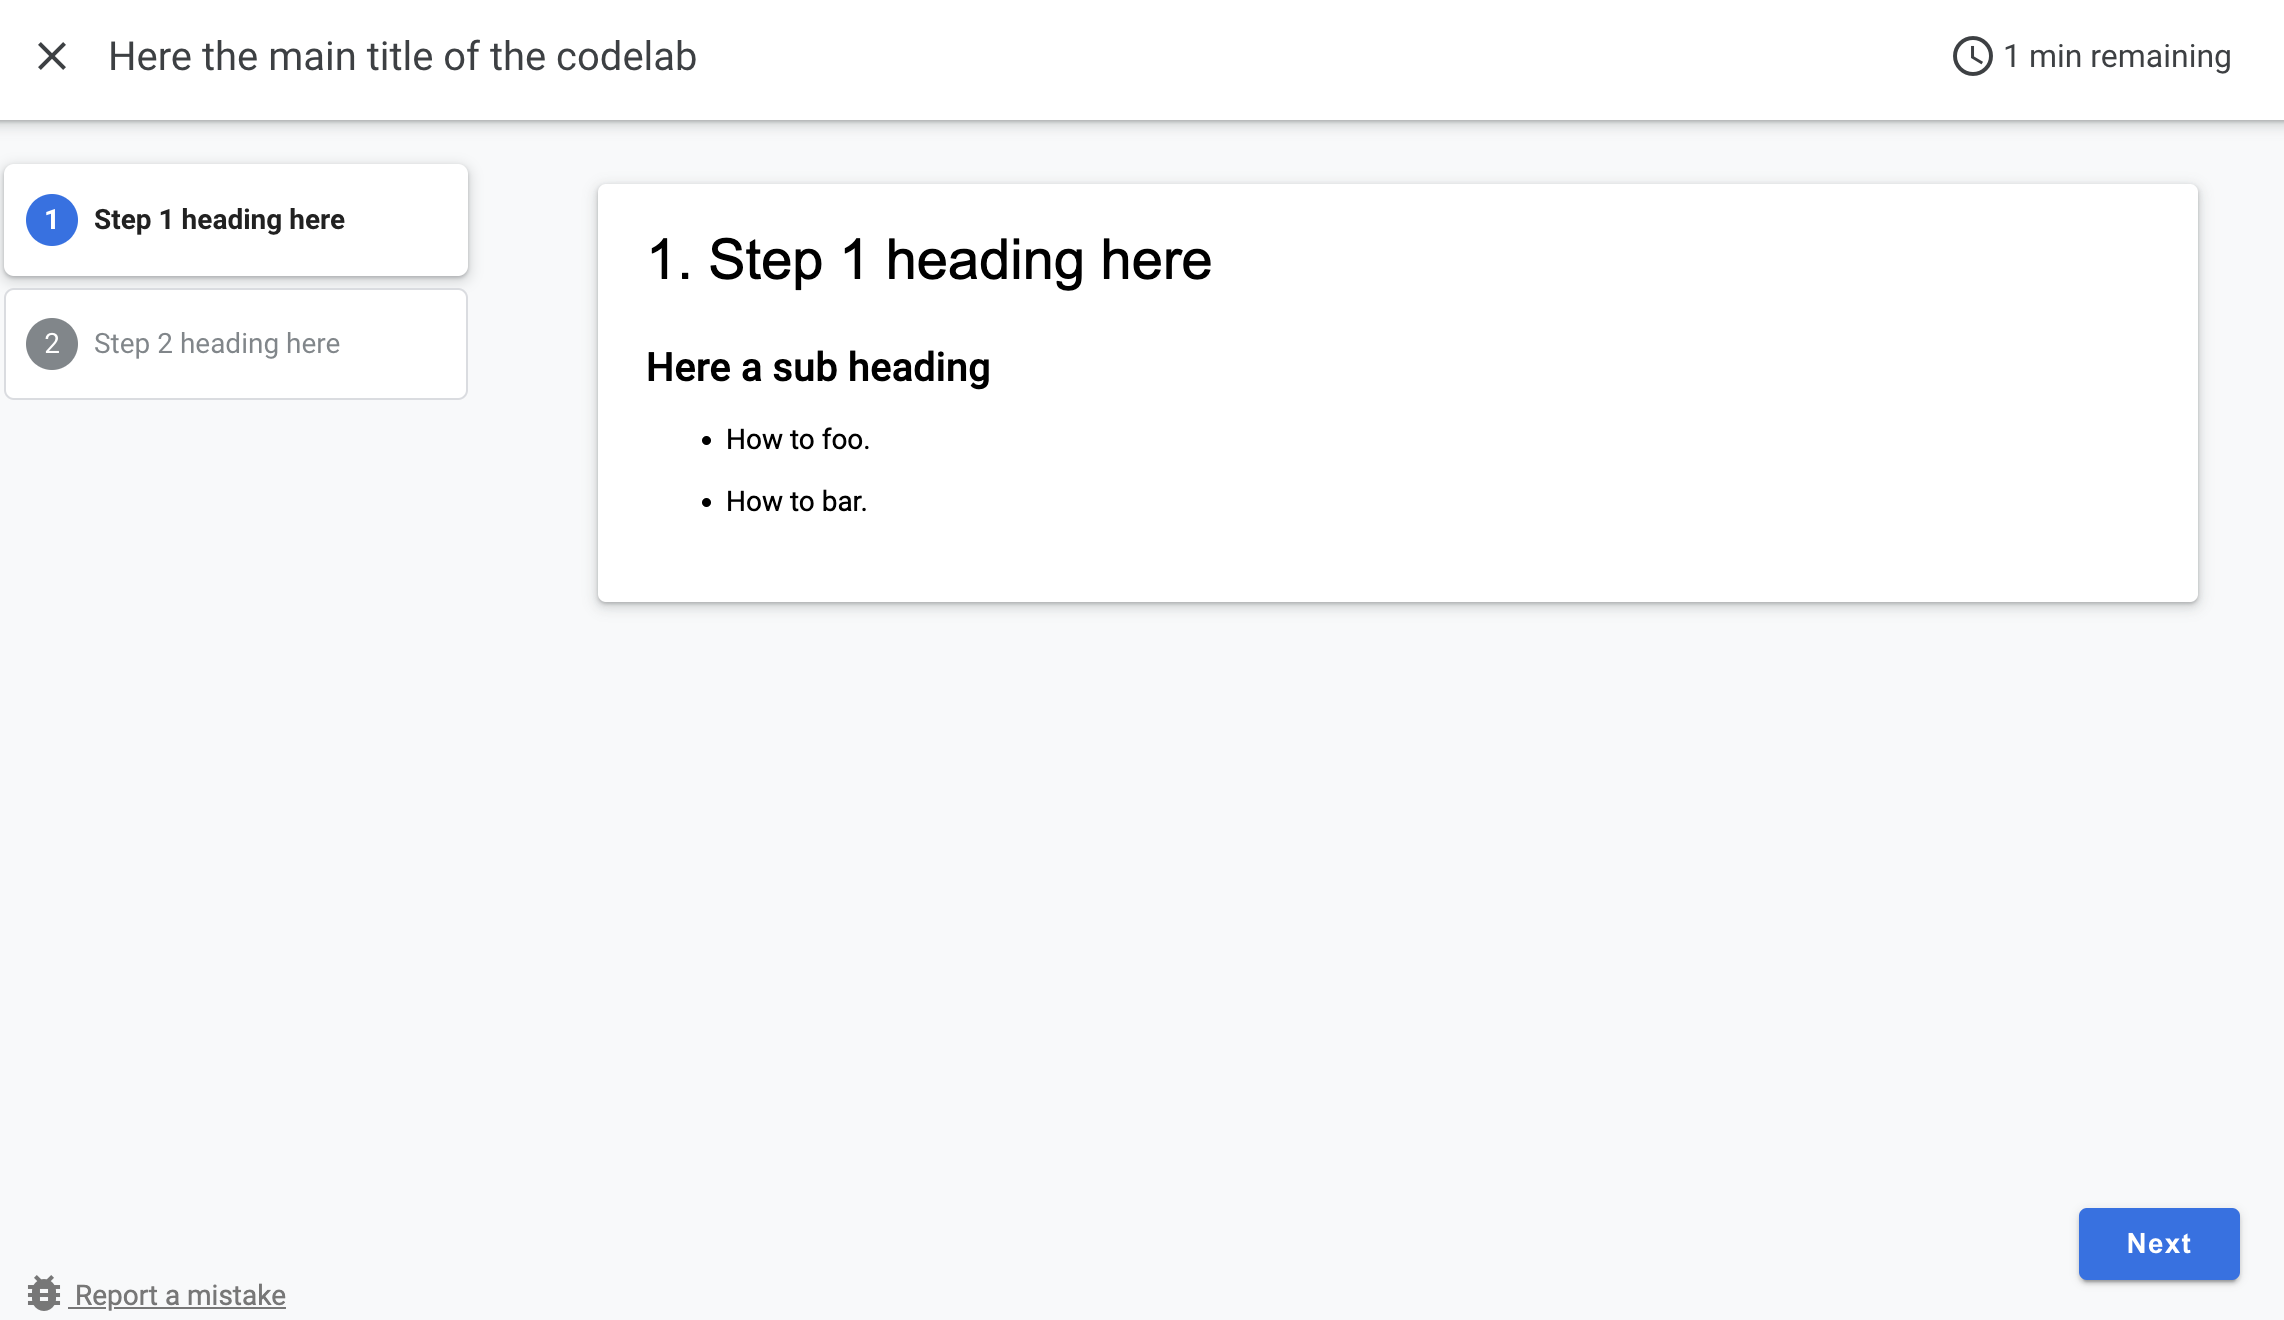 Here the main title of the codelab
1 min remaining
1 Step 1 heading here
2 Step 2 heading here
1. Step 1 heading here
Here a sub heading
• How to foo.
• How to bar.
Next
Report a mistake